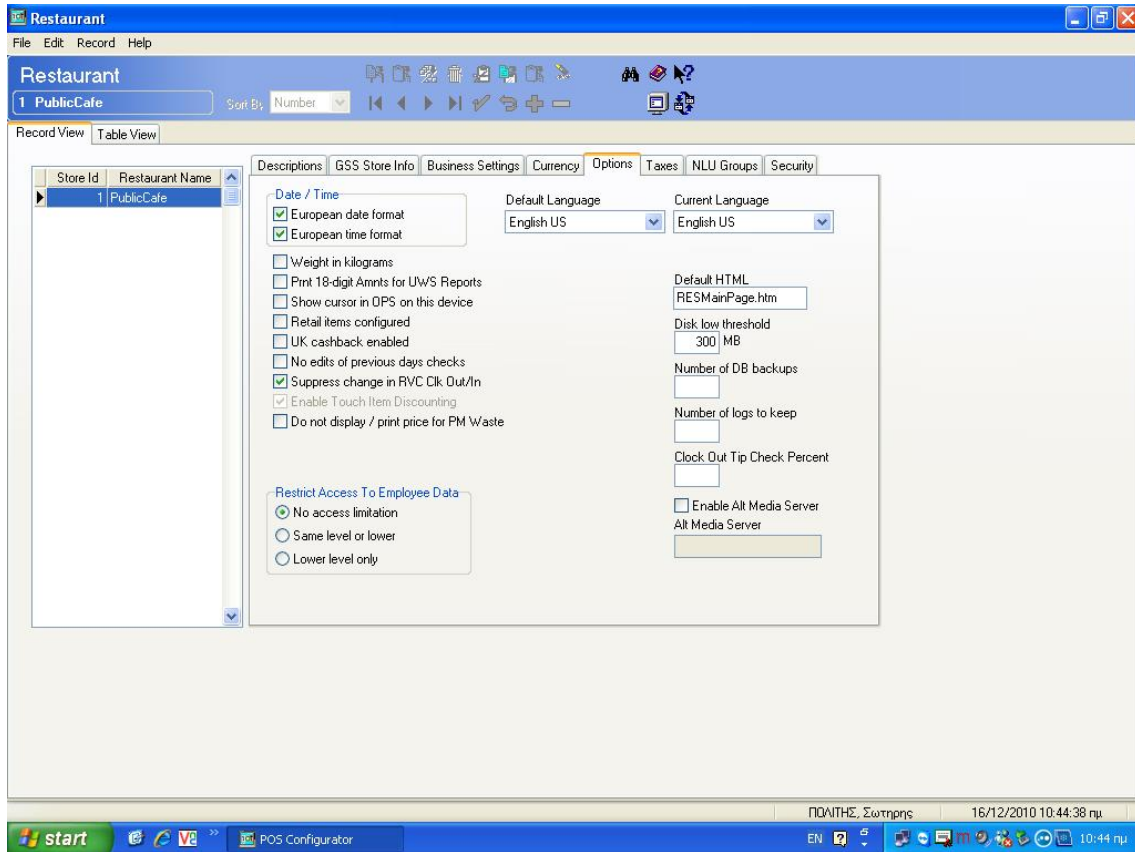 Restaurant
File Edit Record Help
Restaurant
1 PublicCafe
Sort By Number
Record View Table View
Descriptions GSS Store Info Business Settings Currency Options Taxes NLU Groups Security
Store Id Restaurant Name
1 PublicCafe
Date / Time
European date format
European time format
Default Language
English US
Current Language
English US
Weight in kilograms
Prnt 18-digit Amnts for UWS Reports
Show cursor in OPS on this device
Retail items configured
UK cashback enabled
No edits of previous days checks
Suppress change in RVC Clk Out/In
Enable Touch Item Discounting
Do not display / print price for PM Waste
Default HTML
RESMainPage.htm
Disk low threshold
300 MB
Number of DB backups
Number of logs to keep
Clock Out Tip Check Percent
Enable Alt Media Server
Alt Media Server
Restrict Access To Employee Data
No access limitation
Same level or lower
Lower level only
ΠΟΛΙΤΗΣ, Σωτηρης 16/12/2010 10:44:38 πμ
start POS Configurator EN 10:44 πμ